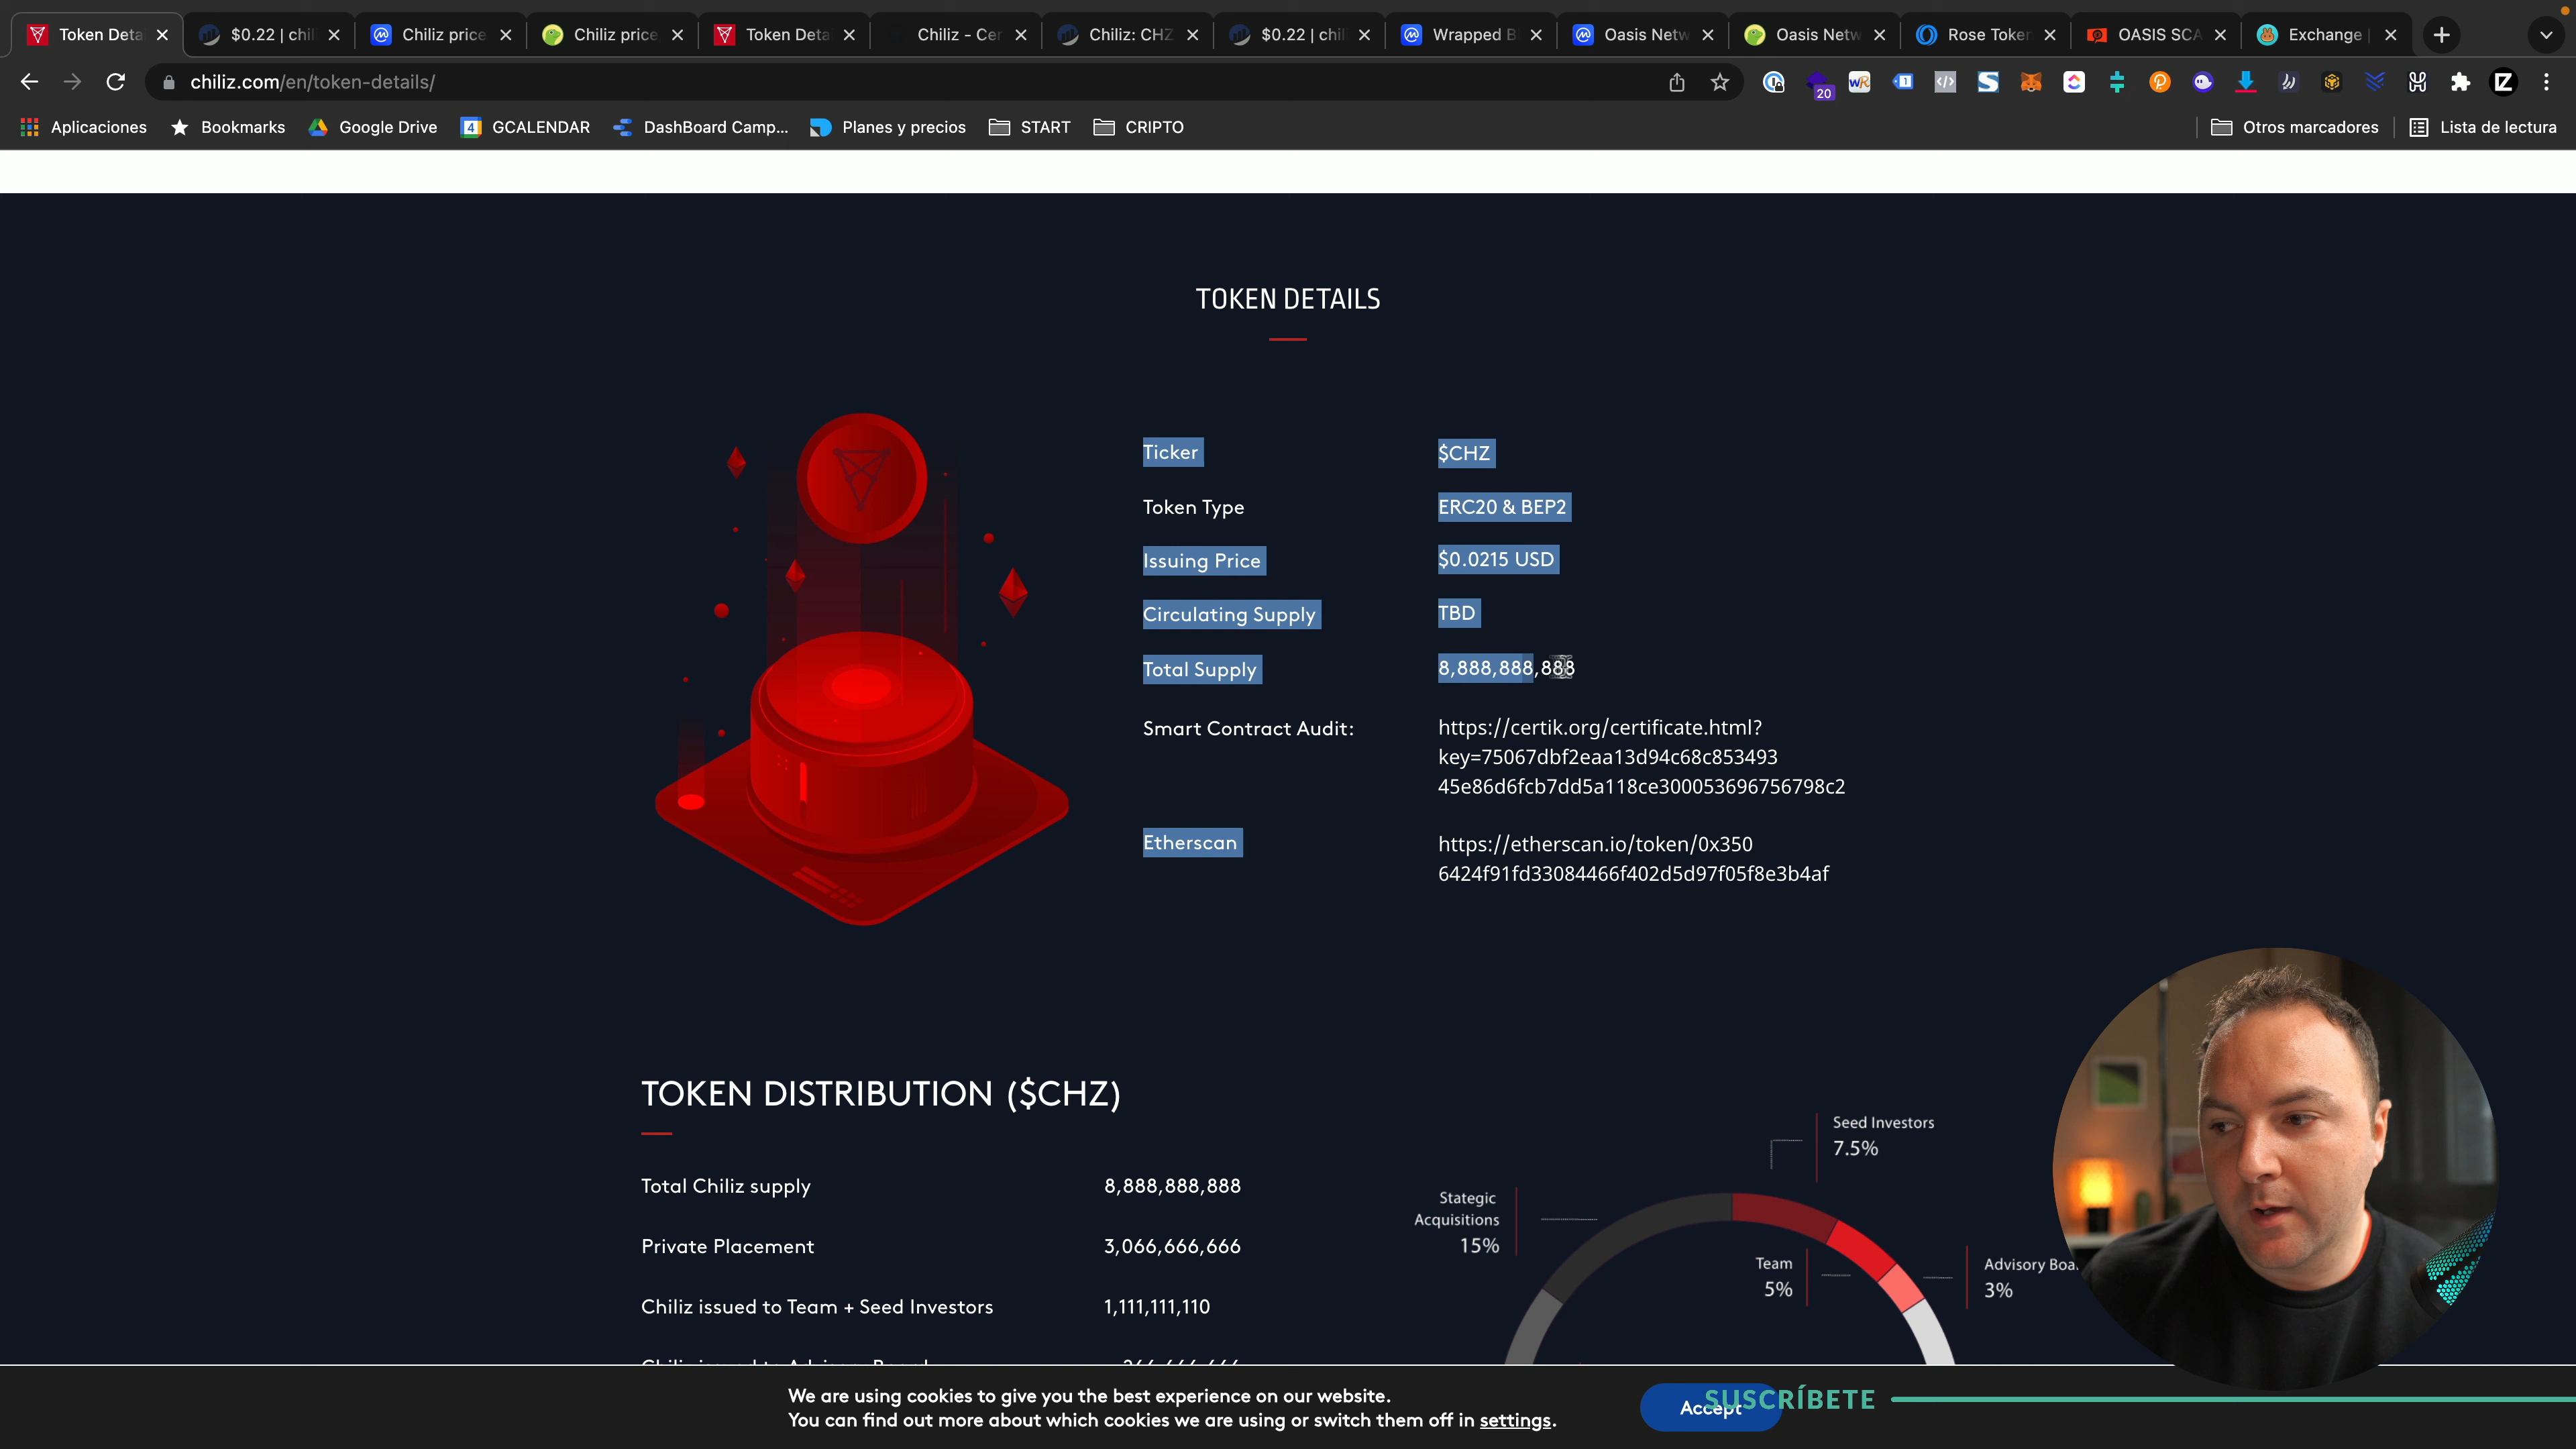 Token Deta
$0.22 | chil
Chiliz price
Chiliz price
Token Deta
Chiliz - Cer
Chiliz: CHZ
$0.22 | chil
Wrapped B
Oasis Netw
Oasis Netw
Rose Token
OASIS SCA
Exchange |
chiliz.com/en/token-details/
20
Aplicaciones
Bookmarks
Google Drive
4 GCALENDAR
DashBoard Camp...
Planes y precios
START
CRIPTO
Otros marcadores
Lista de lectura
TOKEN DETAILS
Ticker $CHZ
Token Type ERC20 & BEP2
Issuing Price $0.0215 USD
Circulating Supply TBD
Total Supply 8,888,888,888
Smart Contract Audit: https://certik.org/certificate.html?
key=75067dbf2eaa13d94c68c853493
45e86d6fcb7dd5a118ce300053696756798c2
Etherscan https://etherscan.io/token/0x350
6424f91fd33084466f402d5d97f05f8e3b4af
TOKEN DISTRIBUTION ($CHZ)
Total Chiliz supply 8,888,888,888
Private Placement 3,066,666,666
Chiliz issued to Team + Seed Investors 1,111,111,110
Seed Investors
7.5%
Stategic
Acquisitions
15%
Team
5%
Advisory Boa
3%
We are using cookies to give you the best experience on our website.
You can find out more about which cookies we are using or switch them off in settings.
Accept
SUSCRÍBETE